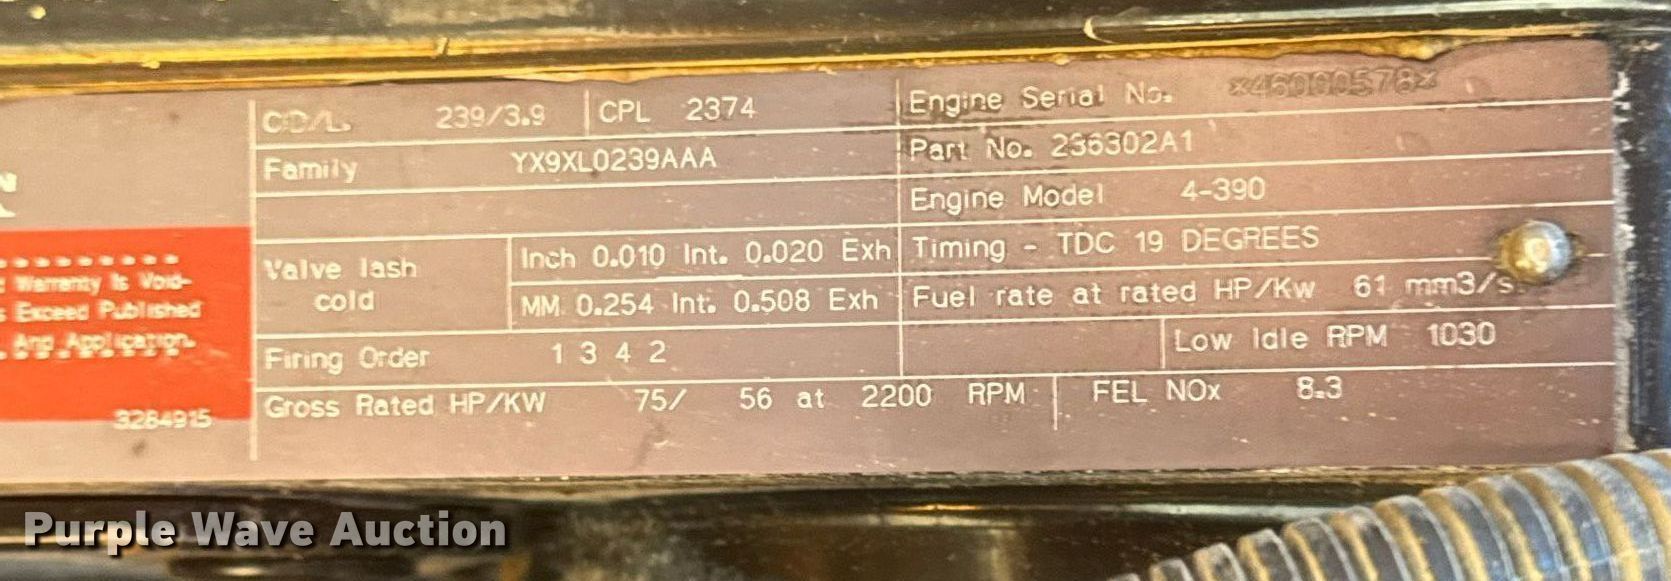 C.I.D./L. 239/3.9 CPL 2374 Engine Serial No. *46000578*
Family YX9XL0239AAA Part No. 236302A1
Engine Model 4-390
Valve lash cold Inch 0.010 Int. 0.020 Exh Timing - TDC 19 DEGREES
MM 0.254 Int. 0.508 Exh Fuel rate at rated HP/Kw 61 mm3/s
Firing Order 1 3 4 2 Low Idle RPM 1030
Gross Rated HP/KW 75/ 56 at 2200 RPM FEL NOx 8.3
Warranty Is Void-
Exceed Published
And Application.
3284915
Purple Wave Auction